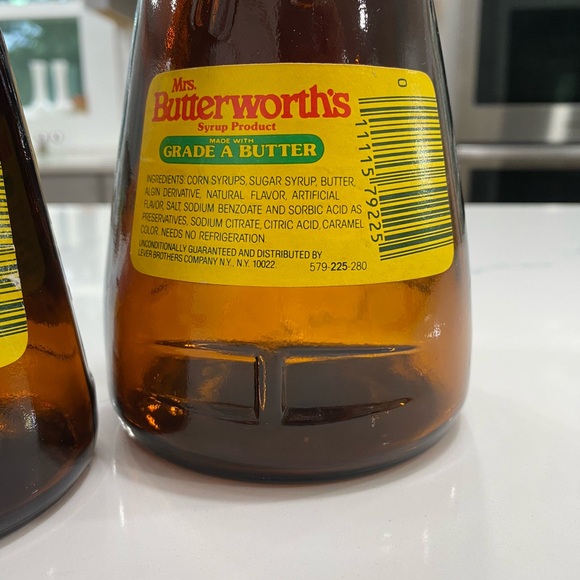 Mrs.
Butterworth's
Syrup Product
MADE WITH
GRADE A BUTTER
INGREDIENTS: CORN SYRUPS, SUGAR SYRUP, BUTTER,
ALGIN DERIVATIVE, NATURAL FLAVOR, ARTIFICIAL
FLAVOR, SALT, SODIUM BENZOATE AND SORBIC ACID AS
PRESERVATIVES, SODIUM CITRATE, CITRIC ACID, CARAMEL
COLOR. NEEDS NO REFRIGERATION.
UNCONDITIONALLY GUARANTEED AND DISTRIBUTED BY
LEVER BROTHERS COMPANY N.Y., N.Y. 10022
579-225-280
0
11115 79225